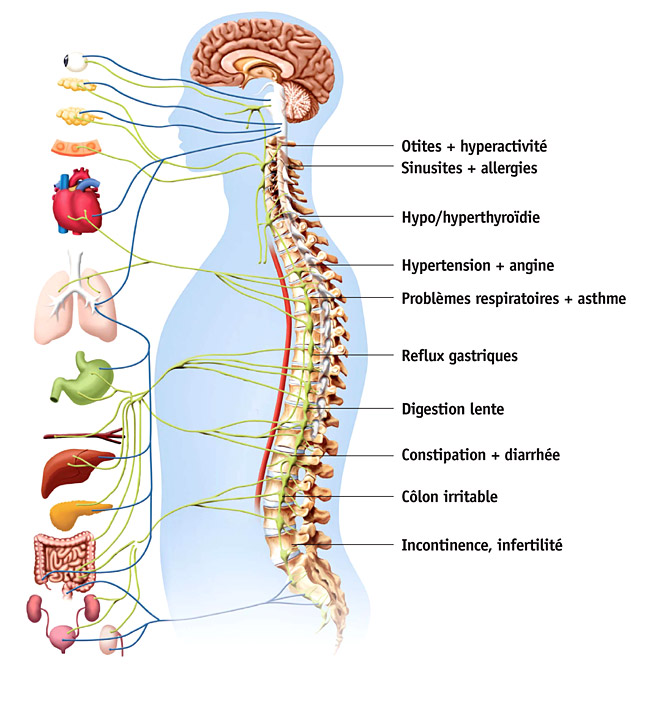 Otites + hyperactivité
Sinusites + allergies
Hypo/hyperthyroïdie
Hypertension + angine
Problèmes respiratoires + asthme
Reflux gastriques
Digestion lente
Constipation + diarrhée
Côlon irritable
Incontinence, infertilité